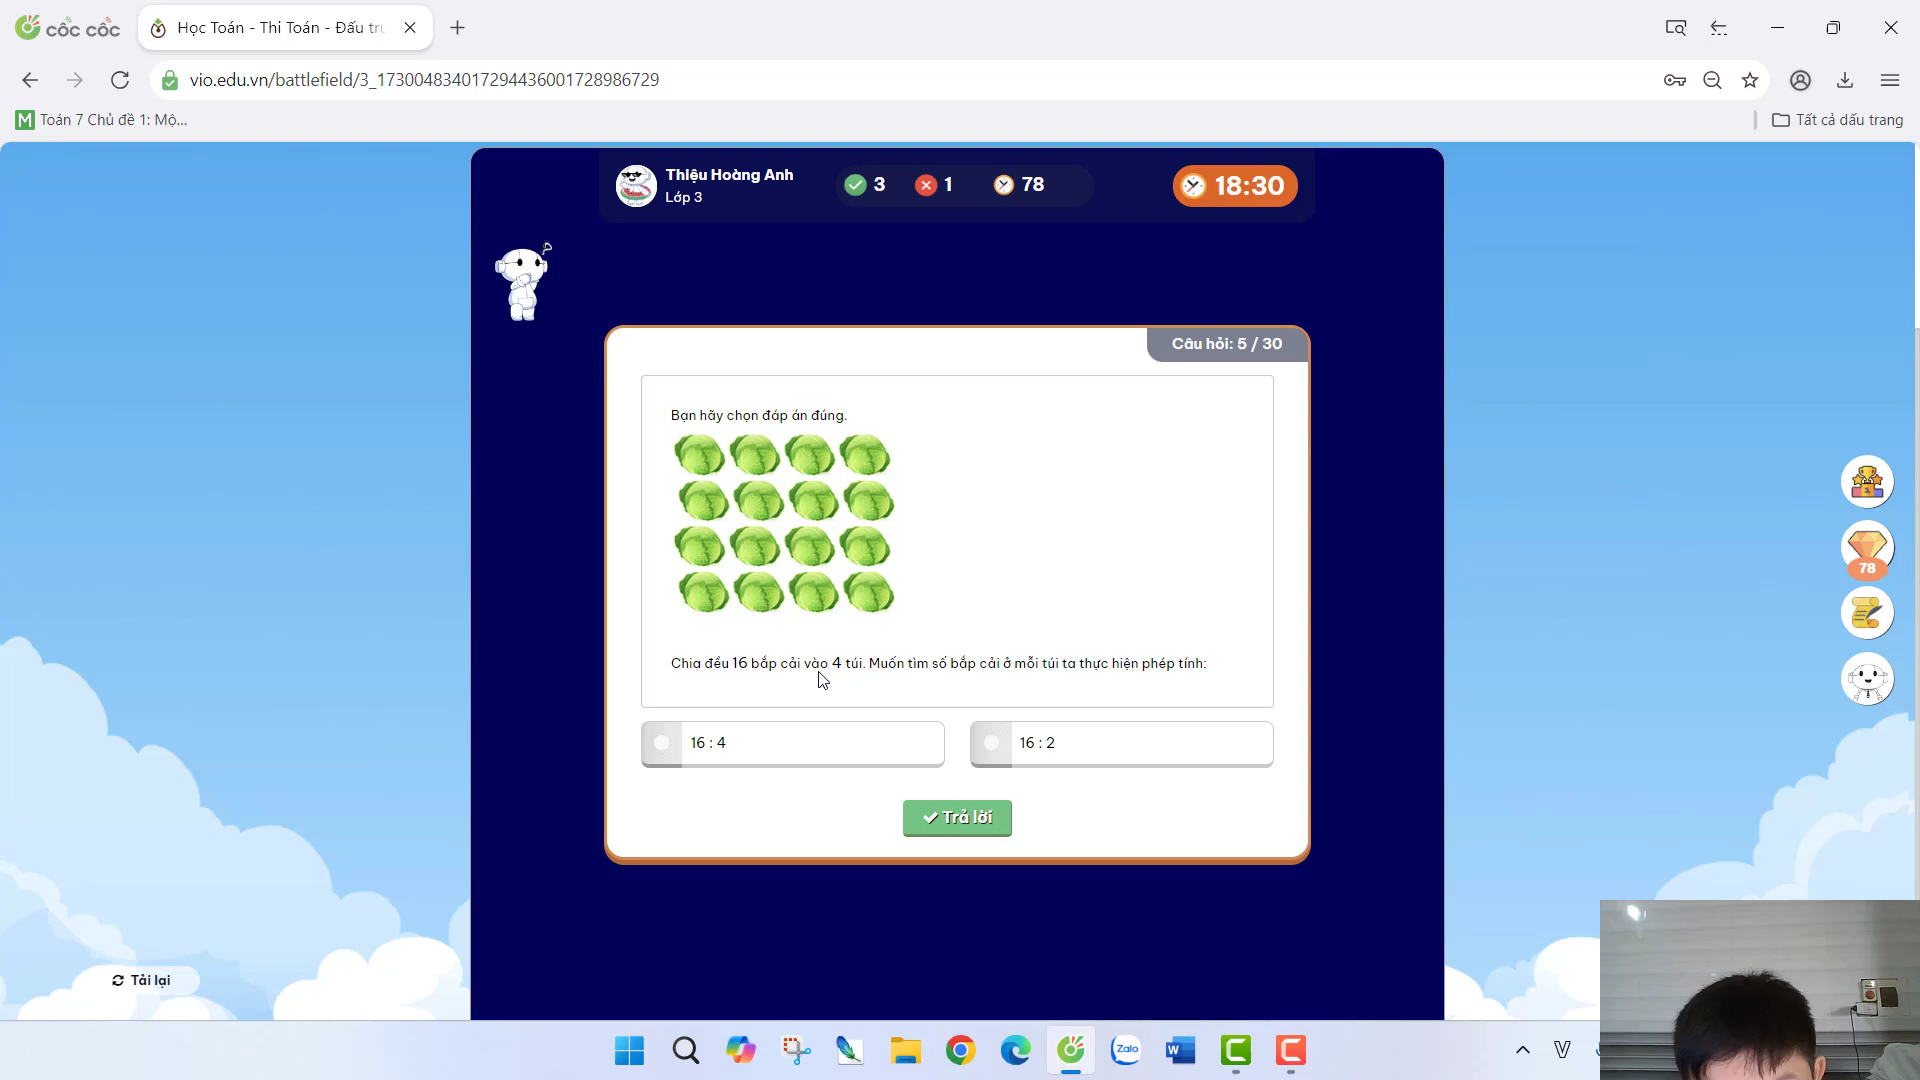 cốc cốc
Học Toán - Thi Toán - Đấu trư
vio.edu.vn/battlefield/3_173004834017294436001728986729
Toán 7 Chủ đề 1: Mộ...
Tất cả dấu trang
Thiệu Hoàng Anh
Lớp 3
3
1
78
18:30
Câu hỏi: 5 / 30
Bạn hãy chọn đáp án đúng.
Chia đều 16 bắp cải vào 4 túi. Muốn tìm số bắp cải ở mỗi túi ta thực hiện phép tính:
16 : 4
16 : 2
Trả lời
78
Tải lại
Zalo